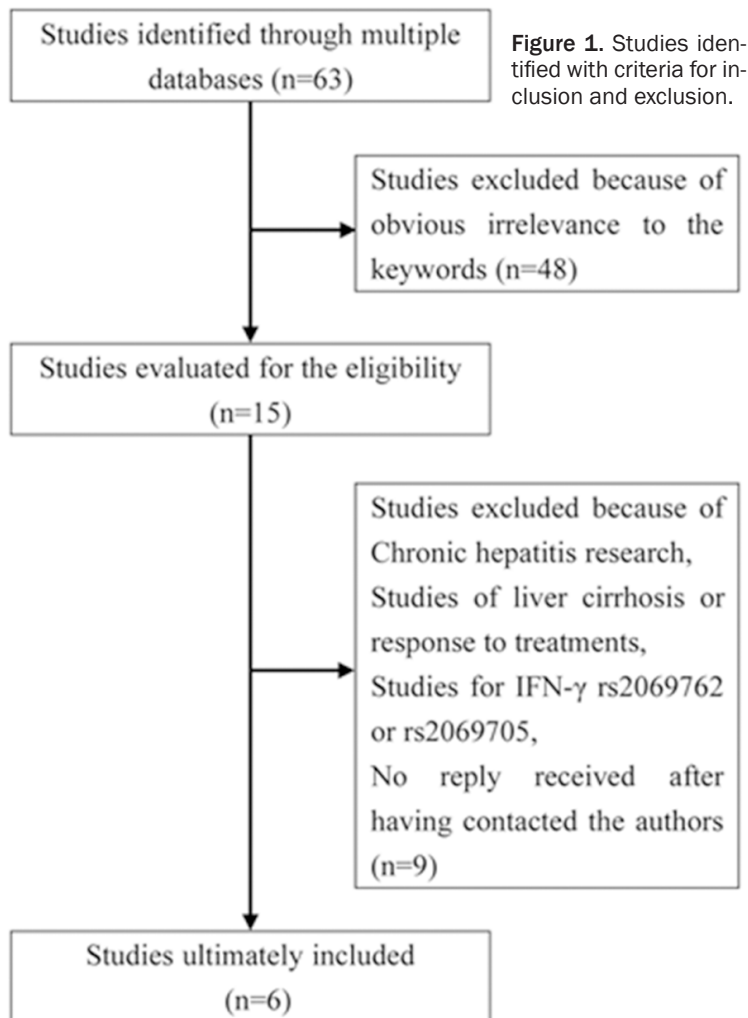 Studies identified through multiple
databases (n=63)
Figure 1. Studies iden-
tified with criteria for in-
clusion and exclusion.
Studies excluded because of
obvious irrelevance to the
keywords (n=48)
Studies evaluated for the eligibility
(n=15)
Studies excluded because of
Chronic hepatitis research,
Studies of liver cirrhosis or
response to treatments,
Studies for IFN-γ rs2069762
or rs2069705,
No reply received after
having contacted the authors
(n=9)
Studies ultimately included
(n=6)